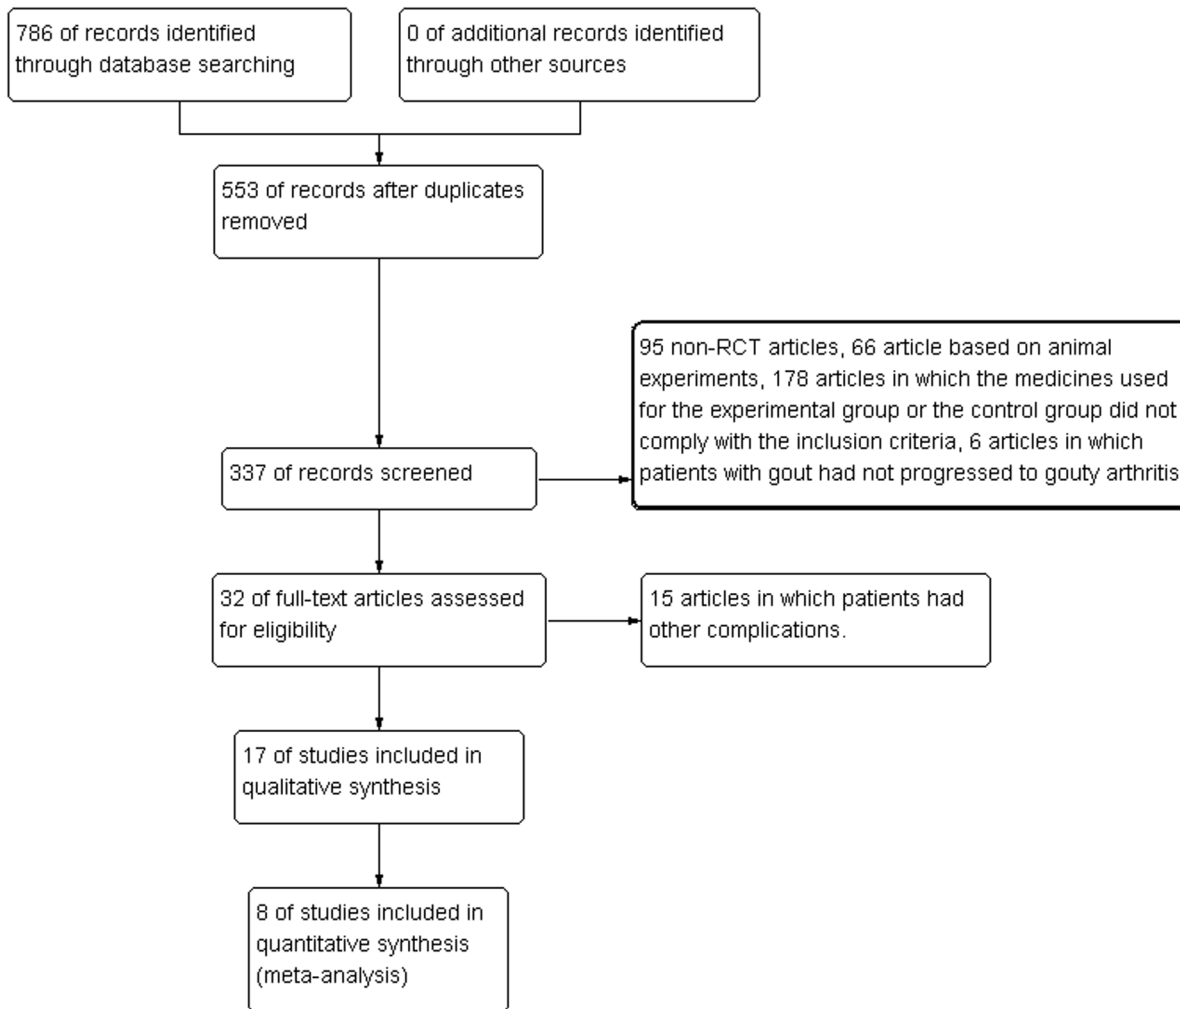 786 of records identified
through database searching
0 of additional records identified
through other sources
553 of records after duplicates
removed
95 non-RCT articles, 66 article based on animal
experiments, 178 articles in which the medicines used
for the experimental group or the control group did not
comply with the inclusion criteria, 6 articles in which
patients with gout had not progressed to gouty arthritis
337 of records screened
32 of full-text articles assessed
for eligibility
15 articles in which patients had
other complications.
17 of studies included in
qualitative synthesis
8 of studies included in
quantitative synthesis
(meta-analysis)